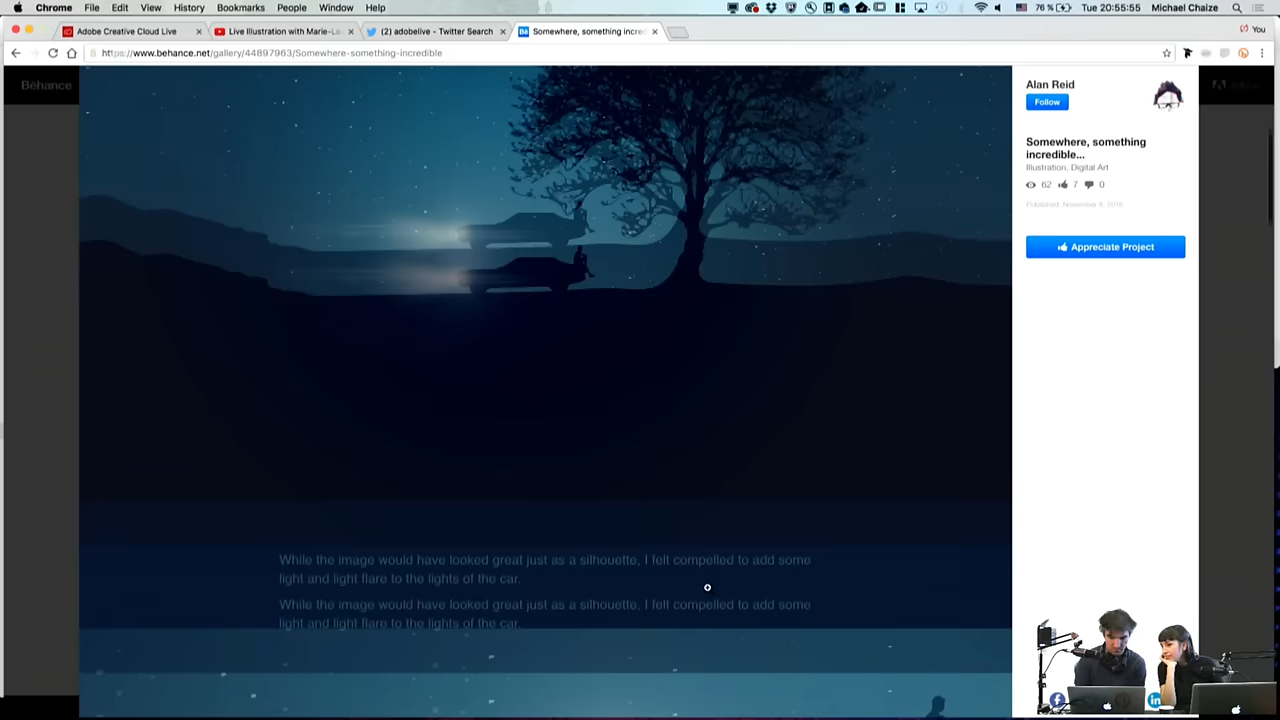 Chrome File Edit View History Bookmarks People Window Help 76 % Tue 20:55:55 Michael Chaize
Adobe Creative Cloud Live
Live Illustration with Marie-La
(2) adobelive - Twitter Search
Bē Somewhere, something incred
You
https://www.behance.net/gallery/44897963/Somewhere-something-incredible
Bēhance
Alan Reid
Follow
Somewhere, something
incredible...
Illustration, Digital Art
62 7 0
Appreciate Project
While the image would have looked great just as a silhouette, I felt compelled to add some
light and light flare to the lights of the car.
While the image would have looked great just as a silhouette, I felt compelled to add some
light and light flare to the lights of the car.
f
in